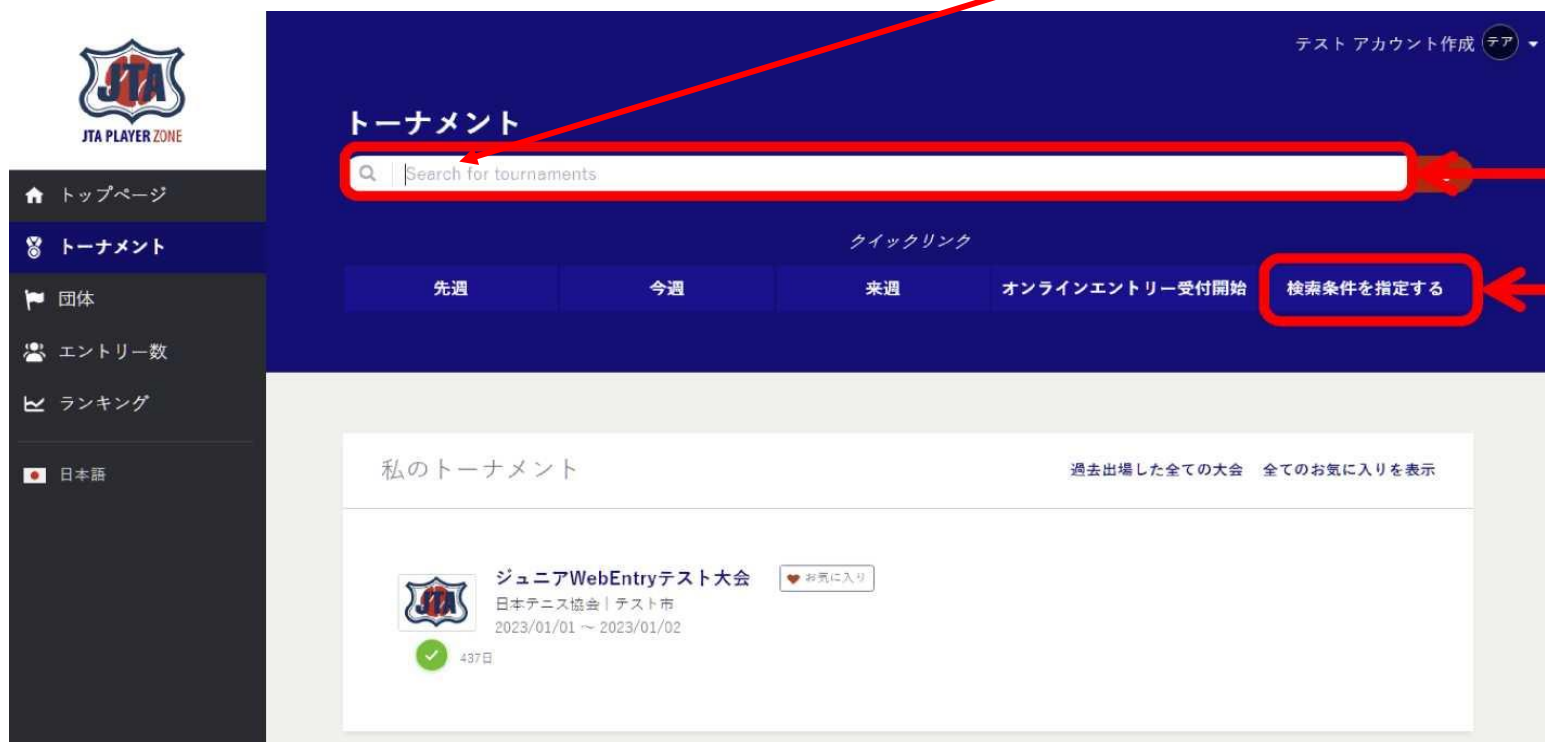 テスト アカウント作成 テア
JTA
JTA PLAYER ZONE
トーナメント
Search for tournaments
トップページ
トーナメント
団体
エントリー数
ランキング
日本語
クイックリンク
先週 今週 来週 オンラインエントリー受付開始 検索条件を指定する
私のトーナメント 過去出場した全ての大会 全てのお気に入りを表示
JTA
ジュニアWebEntryテスト大会 お気に入り
日本テニス協会 | テスト市
2023/01/01 ~ 2023/01/02
437日